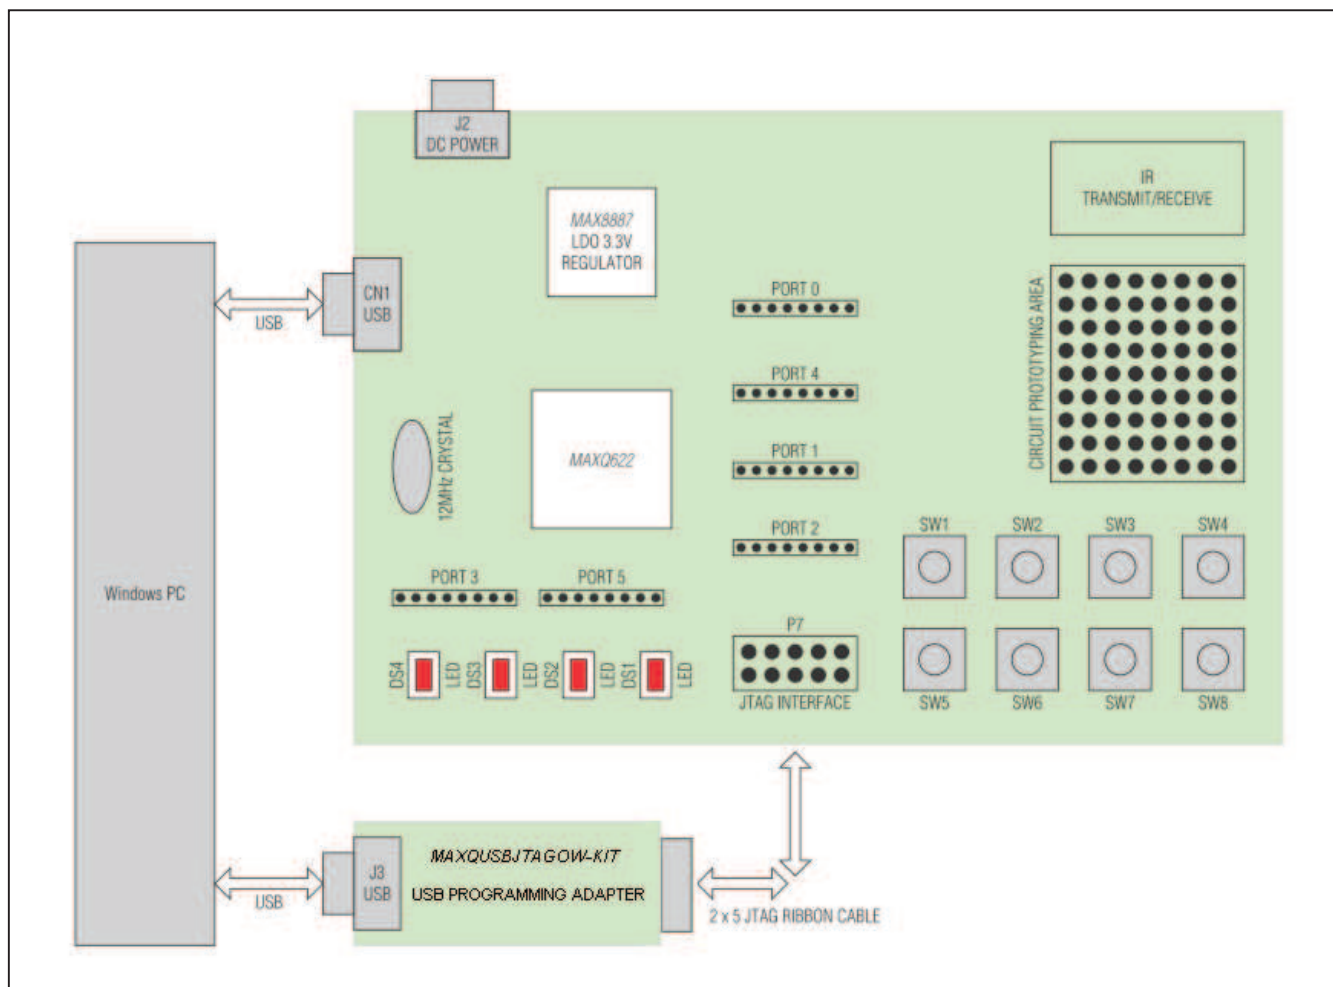 J2
DC POWER
IR
TRANSMIT/RECEIVE
MAX8887
LDO 3.3V
REGULATOR
CN1
USB
USB
PORT 0
CIRCUIT PROTOTYPING AREA
PORT 4
12MHz CRYSTAL
MAXQ622
PORT 1
PORT 2
SW1
SW2
SW3
SW4
Windows PC
PORT 3
PORT 5
P7
JTAG INTERFACE
DS4
LED
DS3
LED
DS2
LED
DS1
LED
SW5
SW6
SW7
SW8
J3
USB
USB
MAXQUSBJTAGOW-KIT
USB PROGRAMMING ADAPTER
2 x 5 JTAG RIBBON CABLE